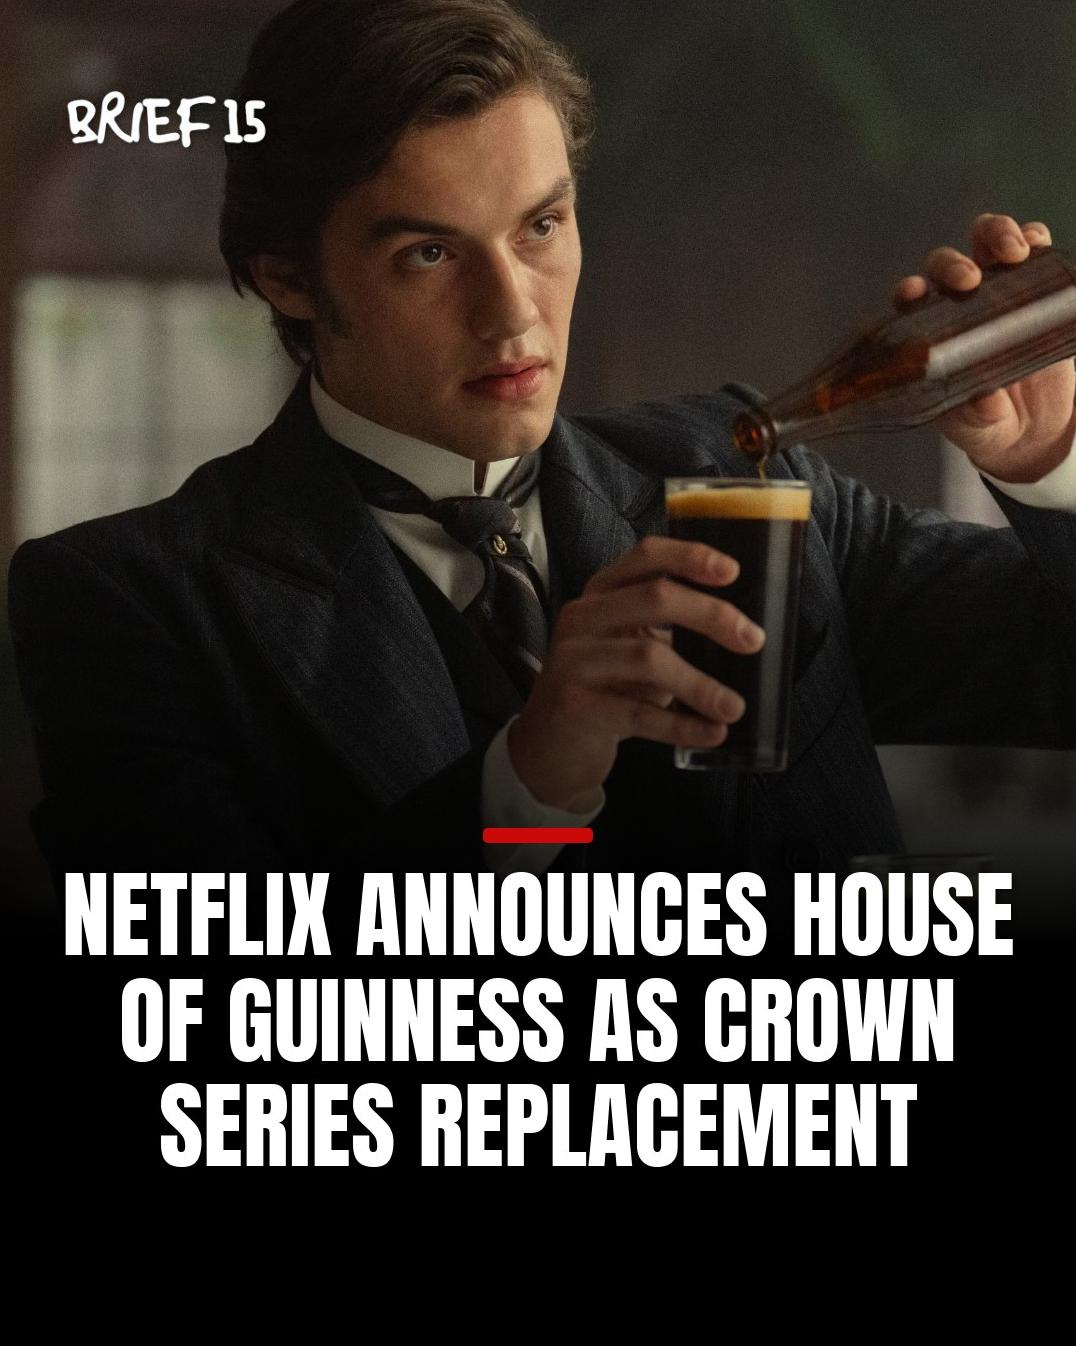 BRIEF 15
NETFLIX ANNOUNCES HOUSE
OF GUINNESS AS CROWN
SERIES REPLACEMENT